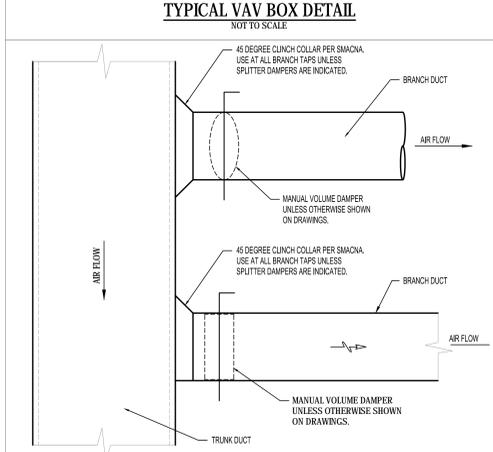 TYPICAL VAV BOX DETAIL
NOT TO SCALE
45 DEGREE CLINCH COLLAR PER SMACNA.
USE AT ALL BRANCH TAPS UNLESS
SPLITTER DAMPERS ARE INDICATED.
BRANCH DUCT
AIR FLOW
MANUAL VOLUME DAMPER
UNLESS OTHERWISE SHOWN
ON DRAWINGS.
45 DEGREE CLINCH COLLAR PER SMACNA.
USE AT ALL BRANCH TAPS UNLESS
SPLITTER DAMPERS ARE INDICATED.
AIR FLOW
BRANCH DUCT
AIR FLOW
MANUAL VOLUME DAMPER
UNLESS OTHERWISE SHOWN
ON DRAWINGS.
TRUNK DUCT